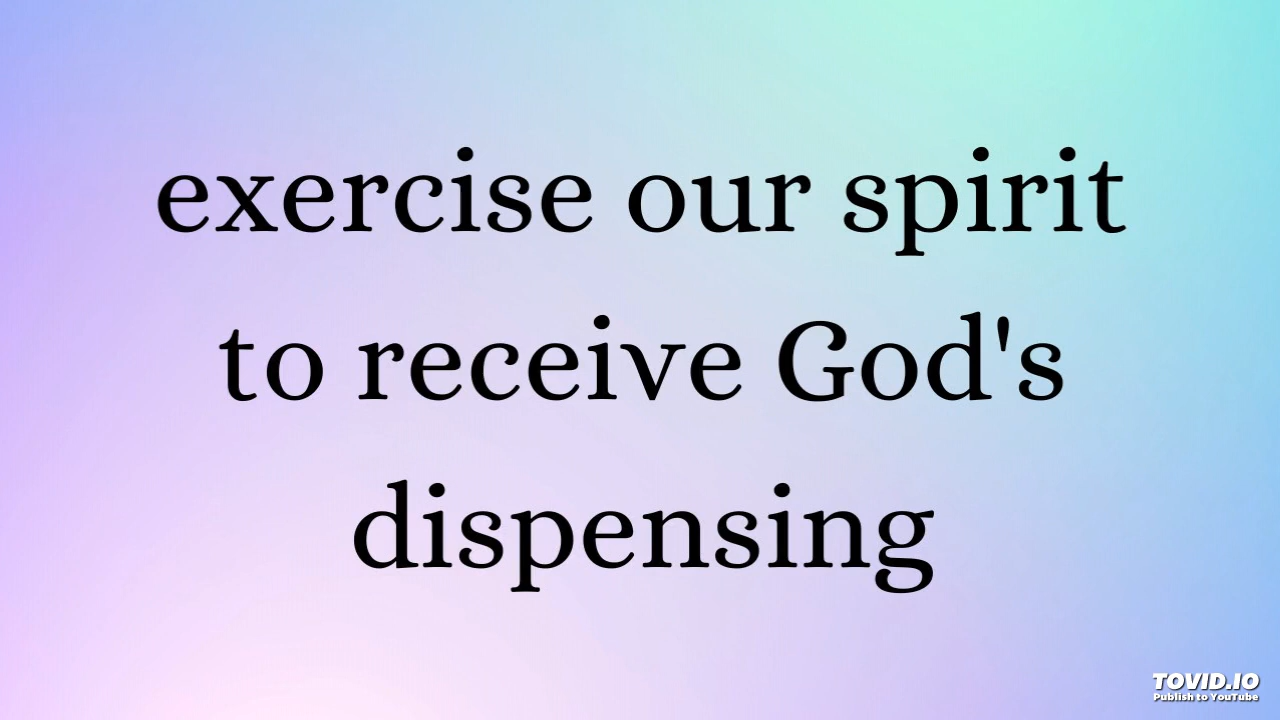 exercise our spirit
to receive God's
dispensing
TOVID.IO
Publish to YouTube